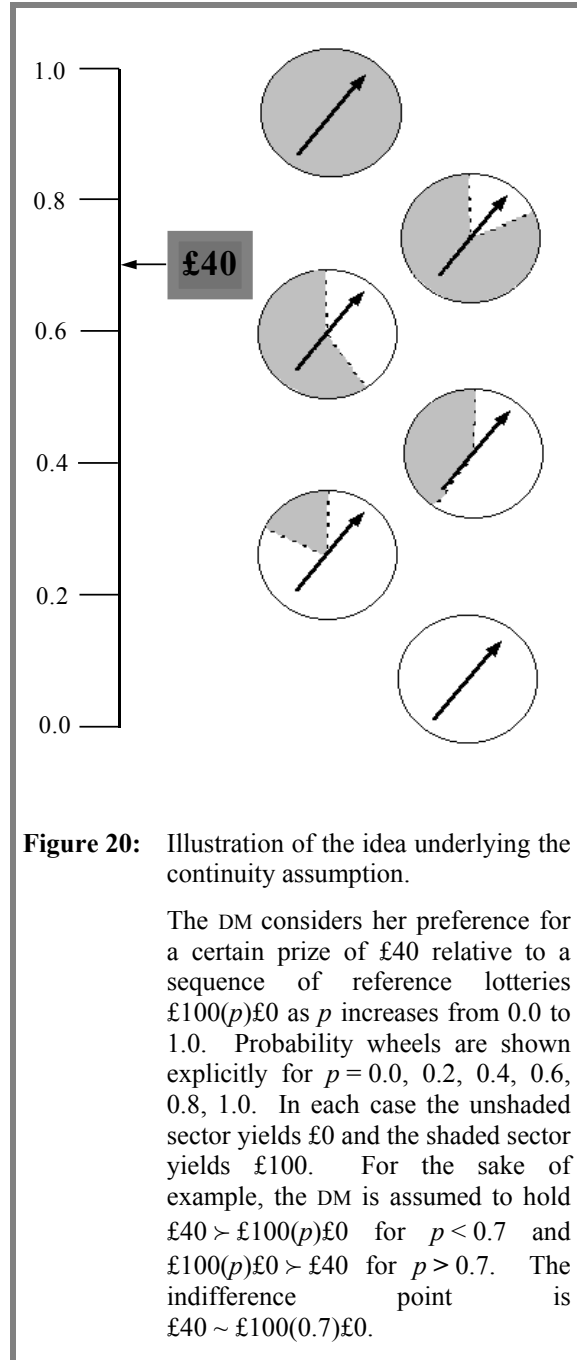 1.0
0.8
£40
0.6
0.4
0.2
0.0
Figure 20: Illustration of the idea underlying the
continuity assumption.
The DM considers her preference for
a certain prize of £40 relative to a
sequence of reference lotteries
£100(p)£0 as p increases from 0.0 to
1.0. Probability wheels are shown
explicitly for p = 0.0, 0.2, 0.4, 0.6,
0.8, 1.0. In each case the unshaded
sector yields £0 and the shaded sector
yields £100. For the sake of
example, the DM is assumed to hold
£40 ≻ £100(p)£0 for p < 0.7 and
£100(p)£0 ≻ £40 for p > 0.7. The
indifference point is
£40 ~ £100(0.7)£0.